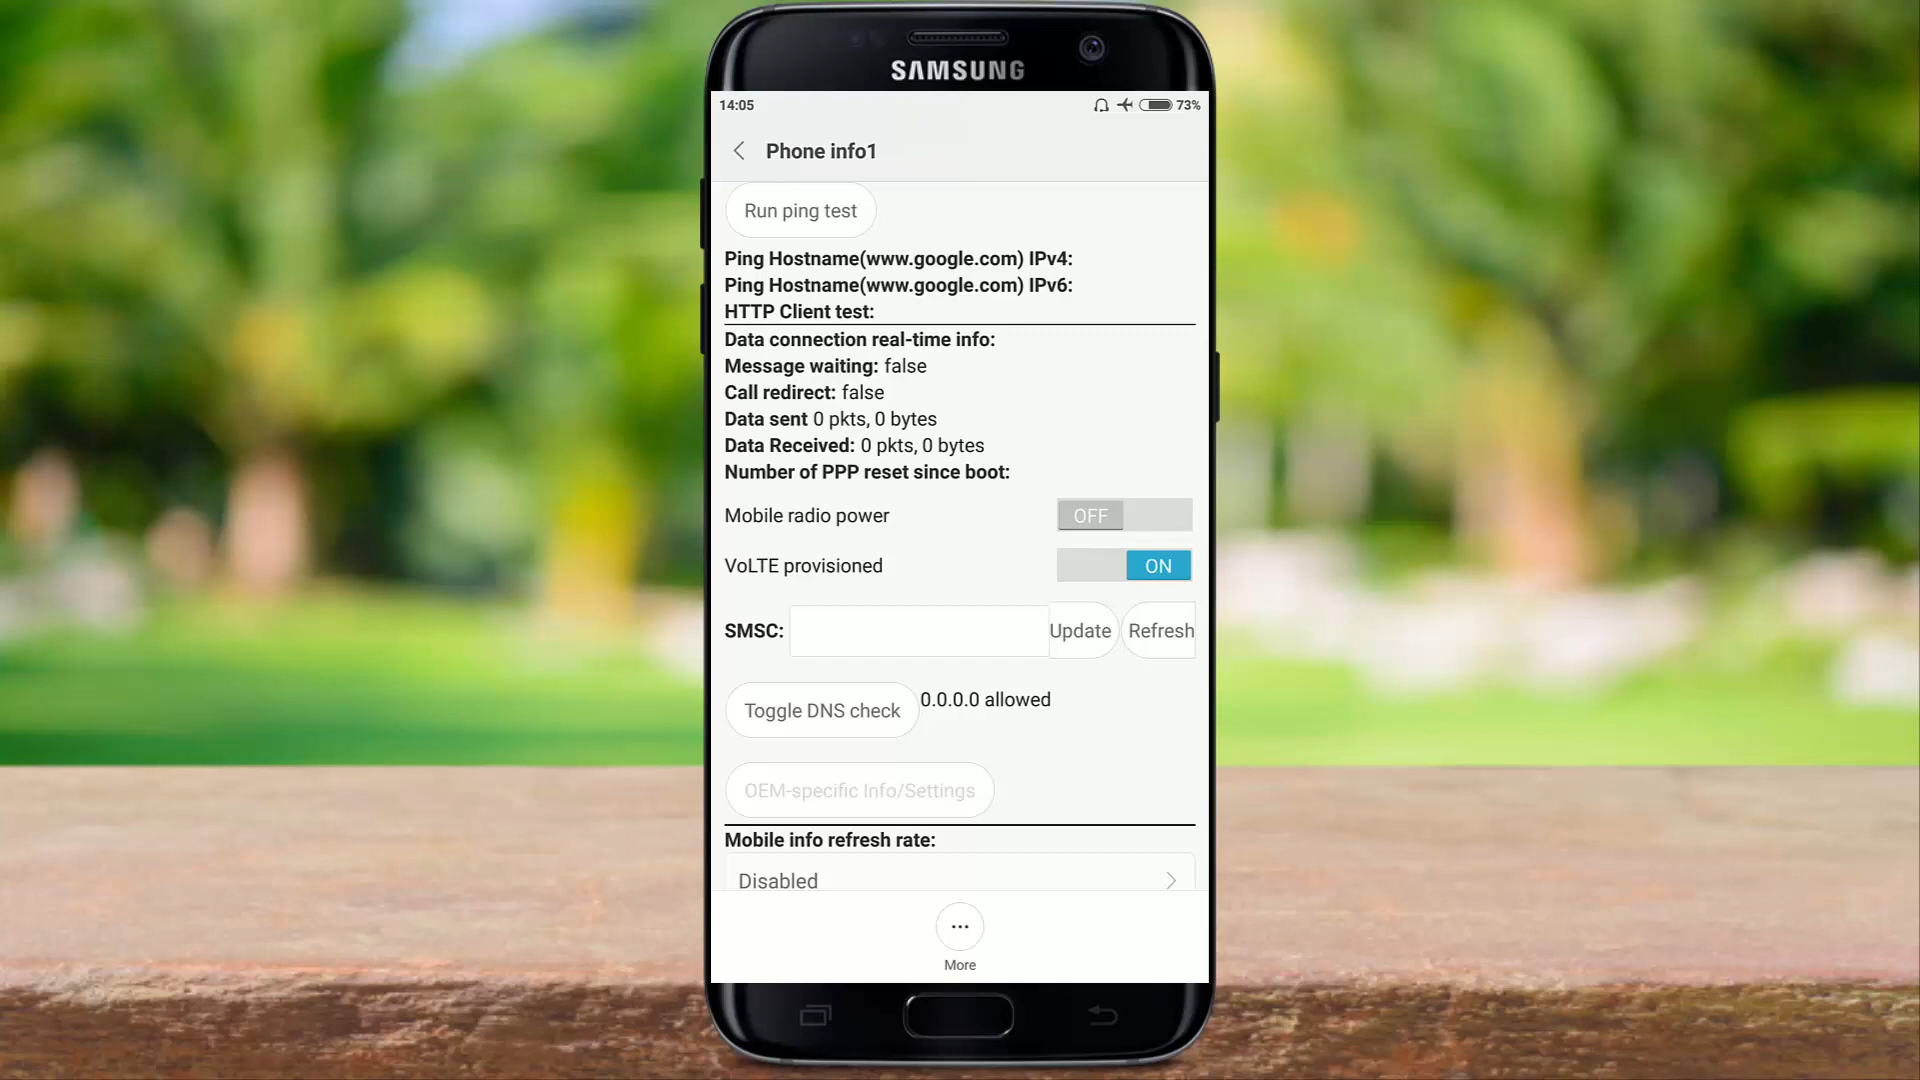 SAMSUNG
14:05 73%
Phone info1
Run ping test
Ping Hostname(www.google.com) IPv4:
Ping Hostname(www.google.com) IPv6:
HTTP Client test:
Data connection real-time info:
Message waiting: false
Call redirect: false
Data sent 0 pkts, 0 bytes
Data Received: 0 pkts, 0 bytes
Number of PPP reset since boot:
Mobile radio power OFF
VoLTE provisioned ON
SMSC: Update Refresh
Toggle DNS check 0.0.0.0 allowed
OEM-specific Info/Settings
Mobile info refresh rate:
Disabled
More